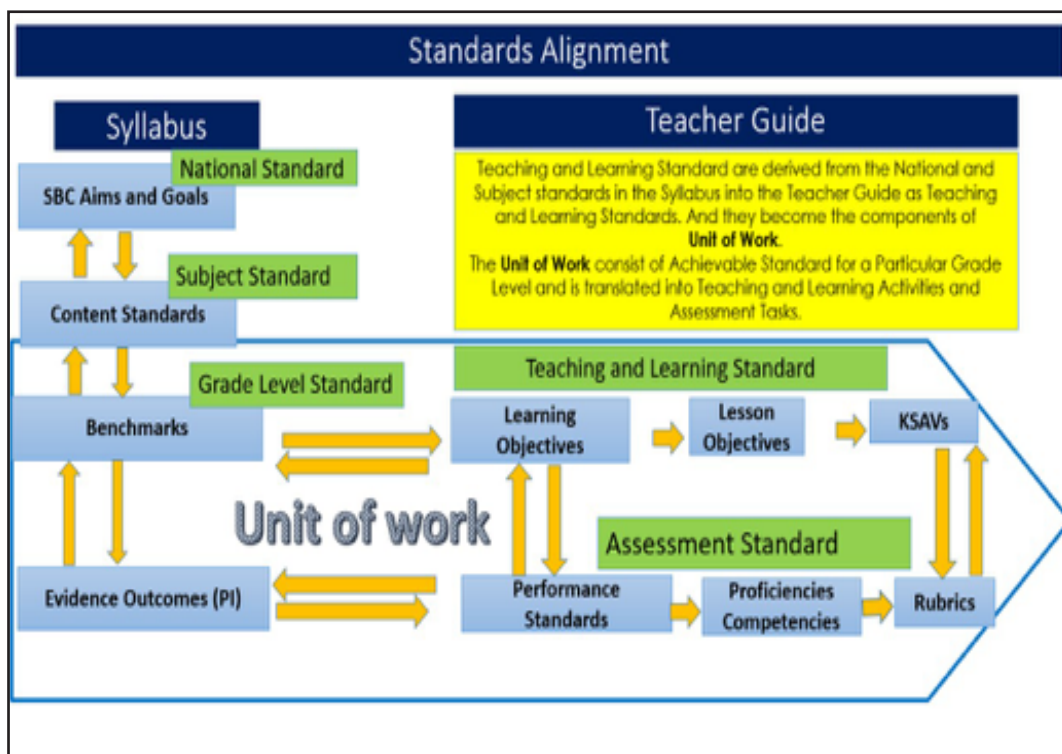 Standards Alignment
Syllabus
Teacher Guide
National Standard
SBC Aims and Goals
Teaching and Learning Standard are derived from the National and
Subject standards in the Syllabus into the Teacher Guide as Teaching
and Learning Standards. And they become the components of
Unit of Work.
The Unit of Work consist of Achievable Standard for a Particular Grade
Level and is translated into Teaching and Learning Activities and
Assessment Tasks.
Subject Standard
Content Standards
Grade Level Standard
Benchmarks
Teaching and Learning Standard
Learning
Objectives
Lesson
Objectives
KSAVs
Unit of work
Assessment Standard
Evidence Outcomes (PI)
Performance
Standards
Proficiencies
Competencies
Rubrics